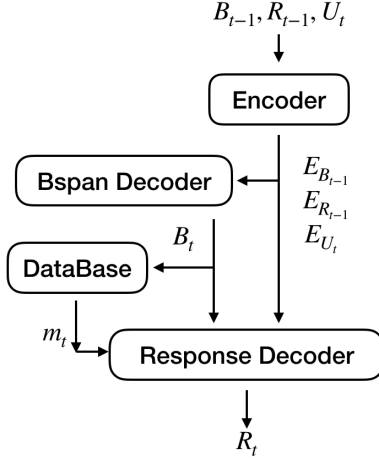 B_{t−1}, R_{t−1}, U_t
Encoder
E_{B_{t−1}}
Bspan Decoder
E_{R_{t−1}}
E_{U_t}
B_t
DataBase
m_t
Response Decoder
R_t